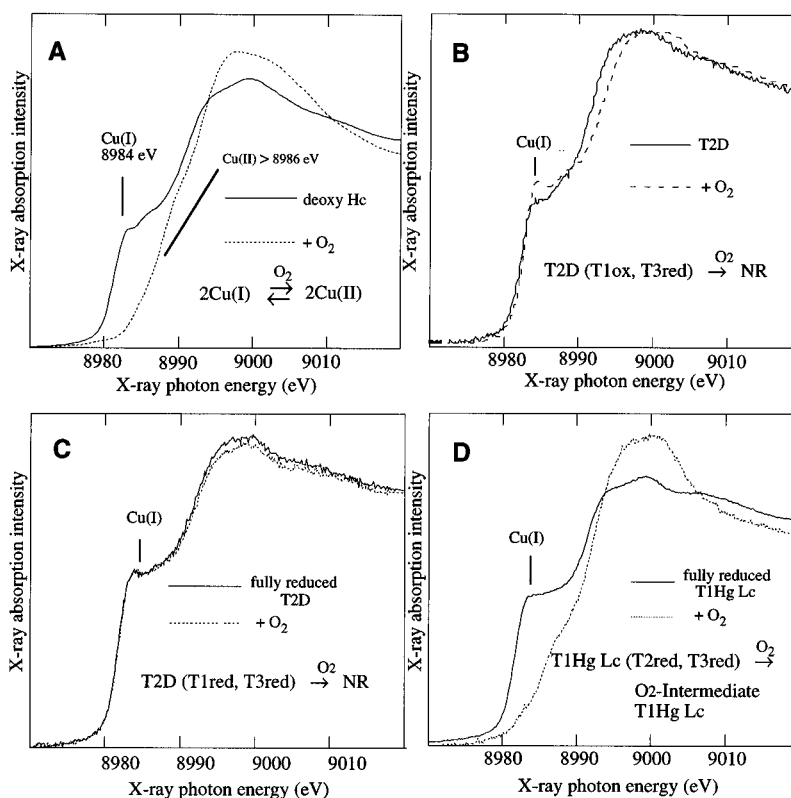 A
X-ray absorption intensity
Cu(I)
8984 eV
Cu(II) > 8986 eV
deoxy Hc
+ O2
O2
2Cu(I) ⇄ 2Cu(II)
8980 8990 9000 9010
X-ray photon energy (eV)
B
X-ray absorption intensity
Cu(I)
T2D
+ O2
O2
T2D (T1ox, T3red) → NR
8980 8990 9000 9010
X-ray photon energy (eV)
C
X-ray absorption intensity
Cu(I)
fully reduced
T2D
+ O2
O2
T2D (T1red, T3red) → NR
8980 8990 9000 9010
X-ray photon energy (eV)
D
X-ray absorption intensity
Cu(I)
fully reduced
T1Hg Lc
+ O2
O2
T1Hg Lc (T2red, T3red) →
O2-Intermediate
T1Hg Lc
8980 8990 9000 9010
X-ray photon energy (eV)